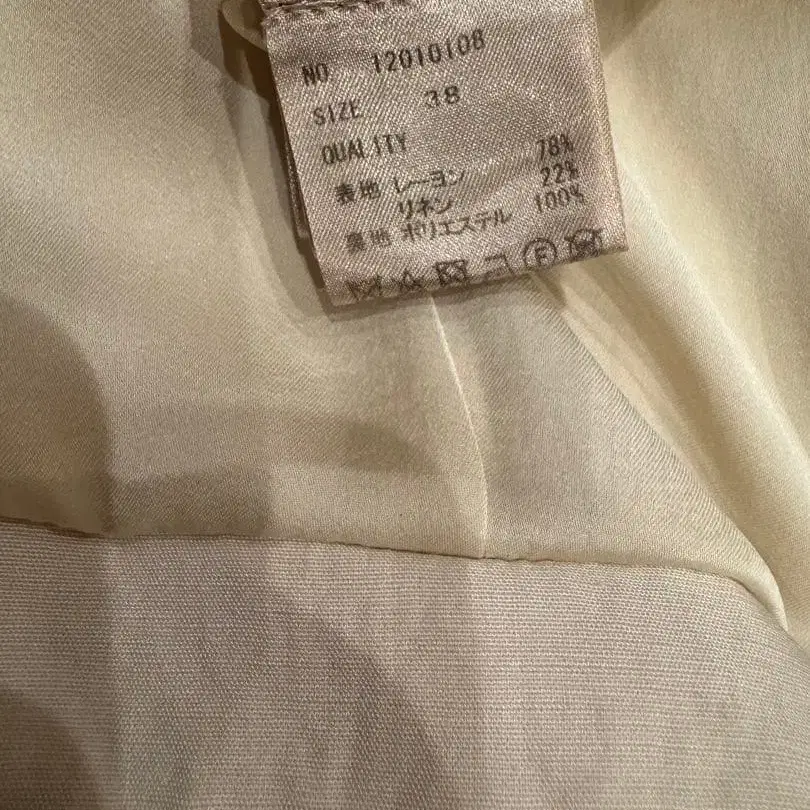 NO. 12010108
SIZE 38
QUALITY
表地 レーヨン 78%
リネン 22%
裏地 ポリエステル 100%
F